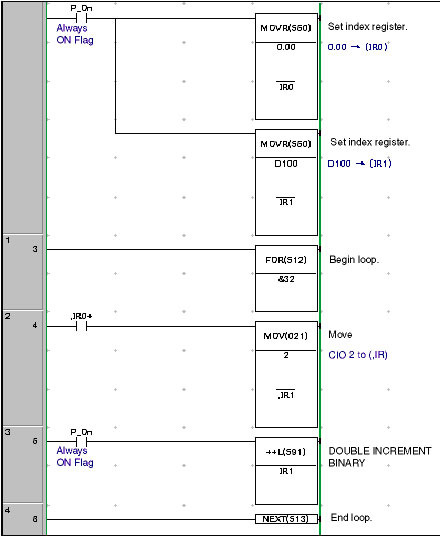 P_On
Always
ON Flag
MOVR(560)
0.00
IR0
Set index register.
0.00 → (IR0)
MOVR(560)
D100
IR1
Set index register.
D100 → (IR1)
1
3
FOR(512)
&32
Begin loop.
2
4
,IR0+
MOV(021)
2
,IR1
Move
CIO 2 to (,IR)
3
P_On
Always
ON Flag
++L(591)
IR1
DOUBLE INCREMENT
BINARY
4
6
NEXT(513)
End loop.